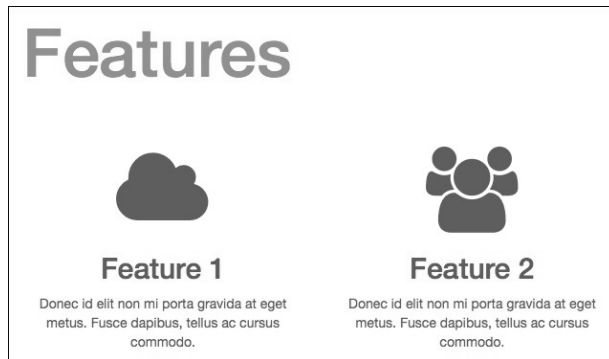 Features
Feature 1
Donec id elit non mi porta gravida at eget
metus. Fusce dapibus, tellus ac cursus
commodo.
Feature 2
Donec id elit non mi porta gravida at eget
metus. Fusce dapibus, tellus ac cursus
commodo.